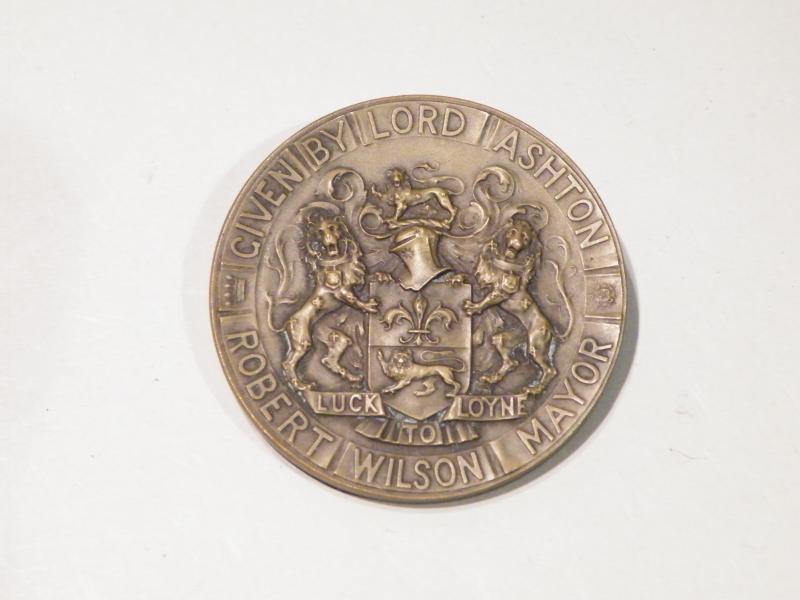 GIVEN BY LORD ASHTON
ROBERT WILSON MAYOR
LUCK TO LOYNE